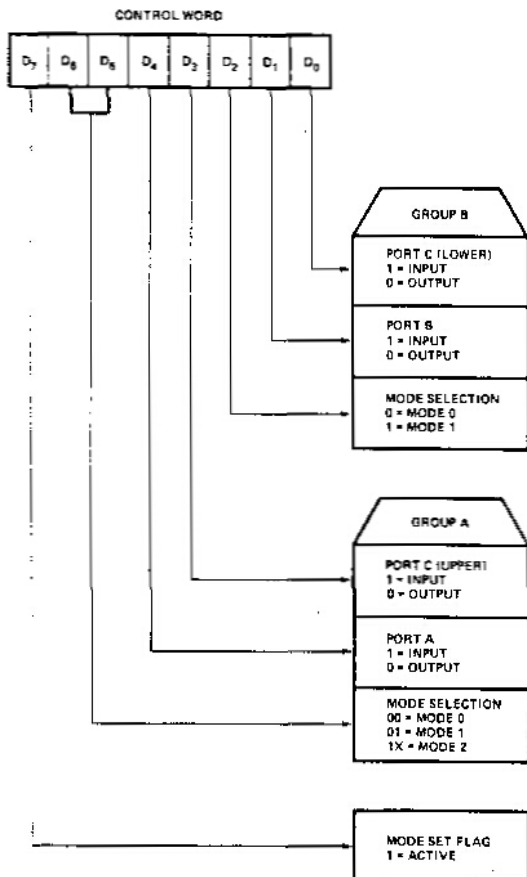 CONTROL WORD
D7 D6 D5 D4 D3 D2 D1 D0
GROUP B
PORT C (LOWER)
1 = INPUT
0 = OUTPUT
PORT B
1 = INPUT
0 = OUTPUT
MODE SELECTION
0 = MODE 0
1 = MODE 1
GROUP A
PORT C (UPPER)
1 = INPUT
0 = OUTPUT
PORT A
1 = INPUT
0 = OUTPUT
MODE SELECTION
00 = MODE 0
01 = MODE 1
1X = MODE 2
MODE SET FLAG
1 = ACTIVE